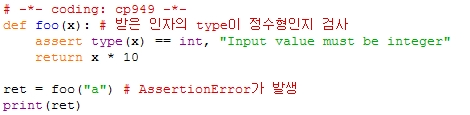 # -*- coding: cp949 -*-
def foo(x): # 받은 인자의 type이 정수형인지 검사
    assert type(x) == int, "Input value must be integer"
    return x * 10

ret = foo("a") # AssertionError가 발생
print(ret)